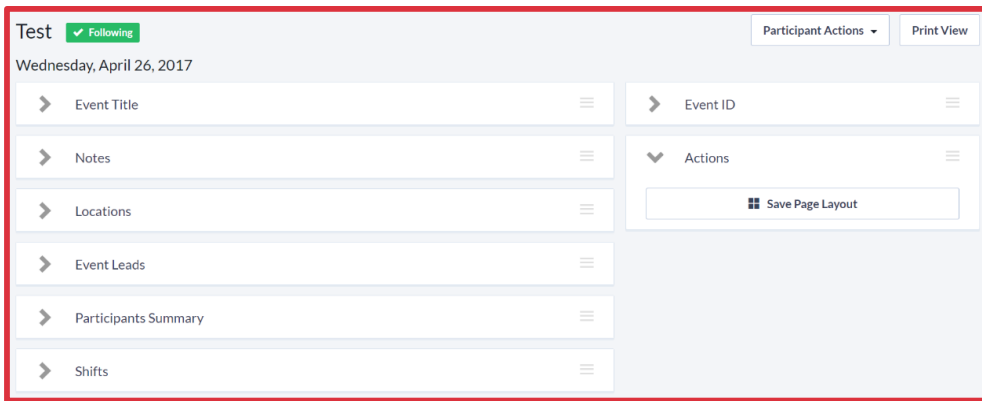 Test
Following
Participant Actions
Print View
Wednesday, April 26, 2017
Event Title
Notes
Locations
Event Leads
Participants Summary
Shifts
Event ID
Actions
Save Page Layout